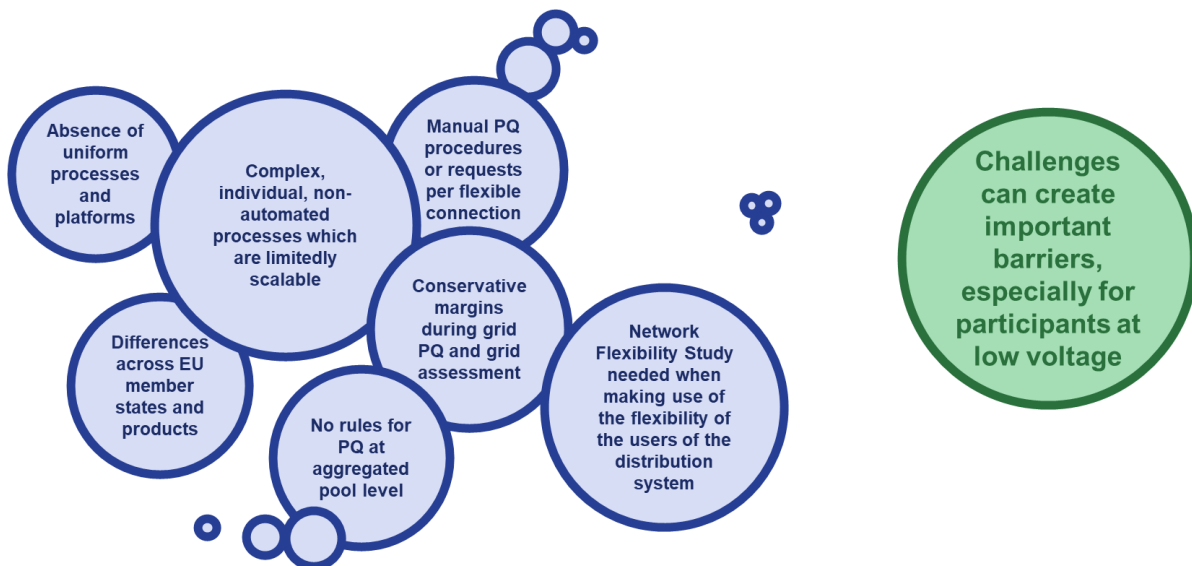 Absence of
uniform
processes
and
platforms
Complex,
individual, non-
automated
processes which
are limitedly
scalable
Manual PQ
procedures
or requests
per flexible
connection
Differences
across EU
member
states and
products
Conservative
margins
during grid
PQ and grid
assessment
No rules for
PQ at
aggregated
pool level
Network
Flexibility Study
needed when
making use of
the flexibility of
the users of the
distribution
system
Challenges
can create
important
barriers,
especially for
participants at
low voltage